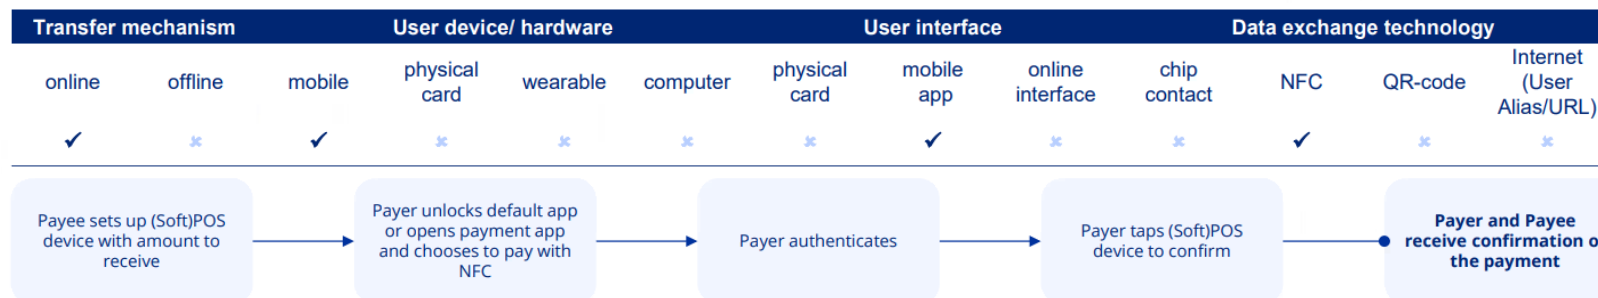 Transfer mechanism User device/ hardware User interface Data exchange technology
online offline mobile physical card wearable computer physical card mobile app online interface chip contact NFC QR-code Internet (User Alias/URL)
Payee sets up (Soft)POS
device with amount to
receive
Payer unlocks default app
or opens payment app
and chooses to pay with
NFC
Payer authenticates
Payer taps (Soft)POS
device to confirm
Payer and Payee
receive confirmation o
the payment